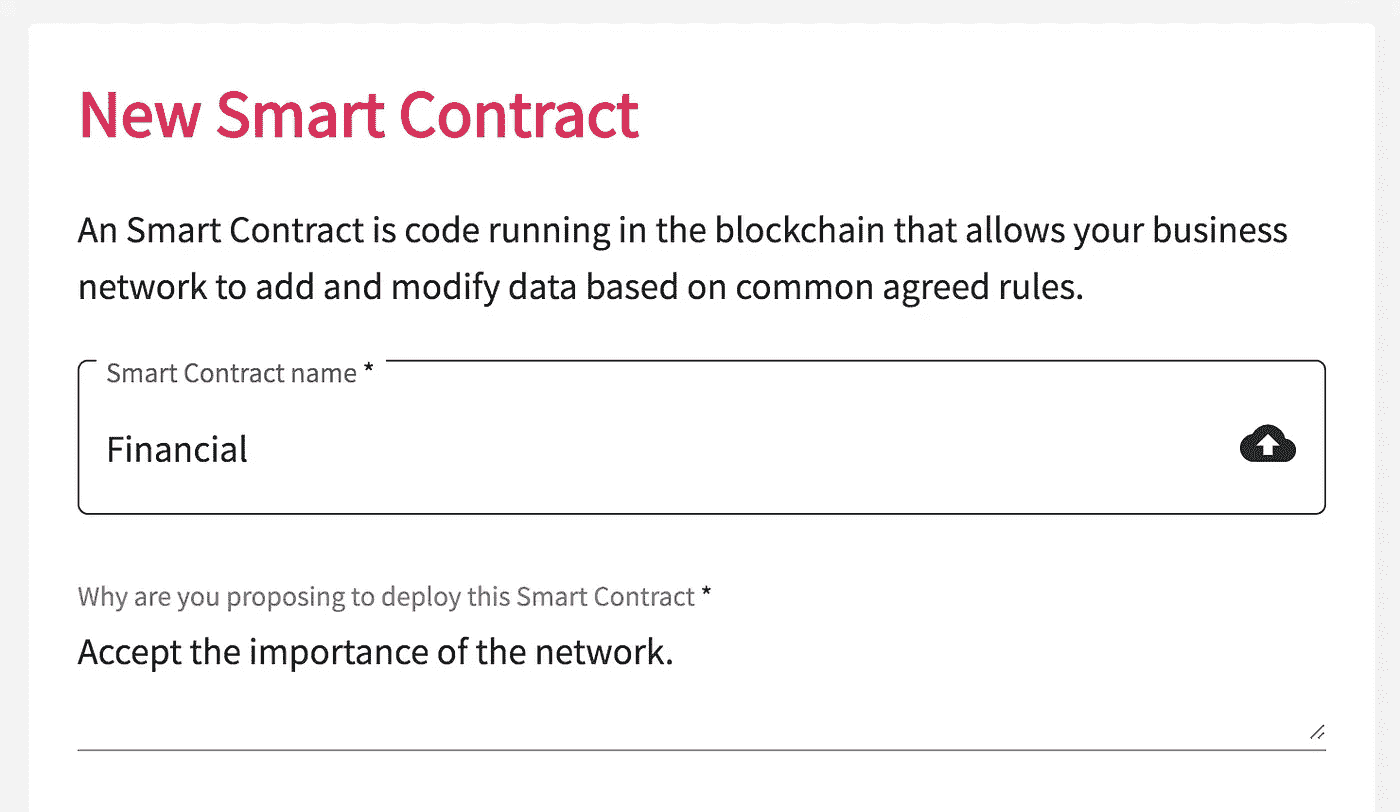 New Smart Contract
An Smart Contract is code running in the blockchain that allows your business
network to add and modify data based on common agreed rules.
Smart Contract name *
Financial
Why are you proposing to deploy this Smart Contract *
Accept the importance of the network.